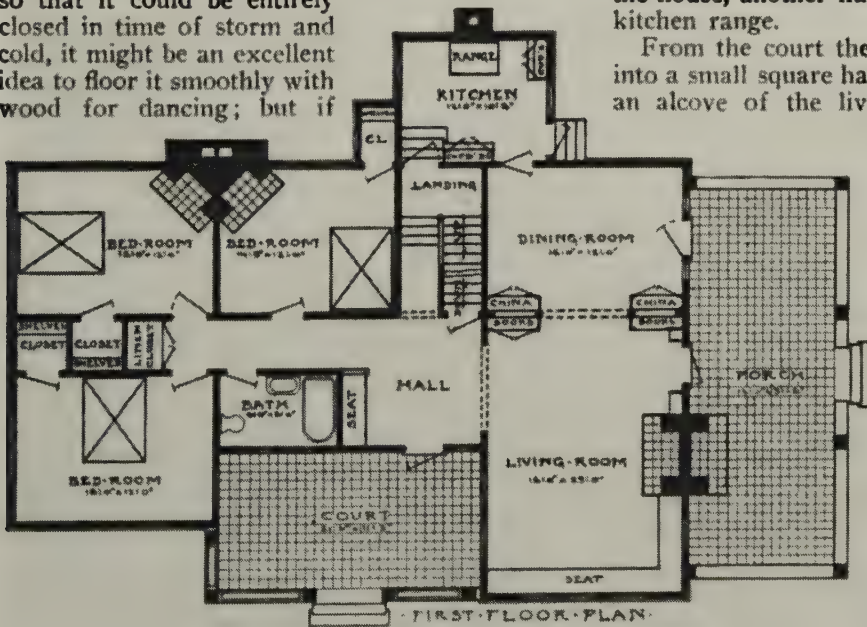 so that it could be entirely
closed in time of storm and
cold, it might be an excellent
idea to floor it smoothly with
wood for dancing; but if
kitchen range.
From the court the
into a small square
an alcove of the
RANGE
KITCHEN
CL.
LANDING
UP
BED-ROOM
BED-ROOM
DINING-ROOM
CHINA
CHINA
BOOKS
BOOKS
SHELVES
CLOSET
CLOSET
SHELVES
LINEN
CLOSET
HALL
PORCH
BATH
SEAT
BED-ROOM
LIVING-ROOM
COURT
SEAT
·FIRST·FLOOR·PLAN·